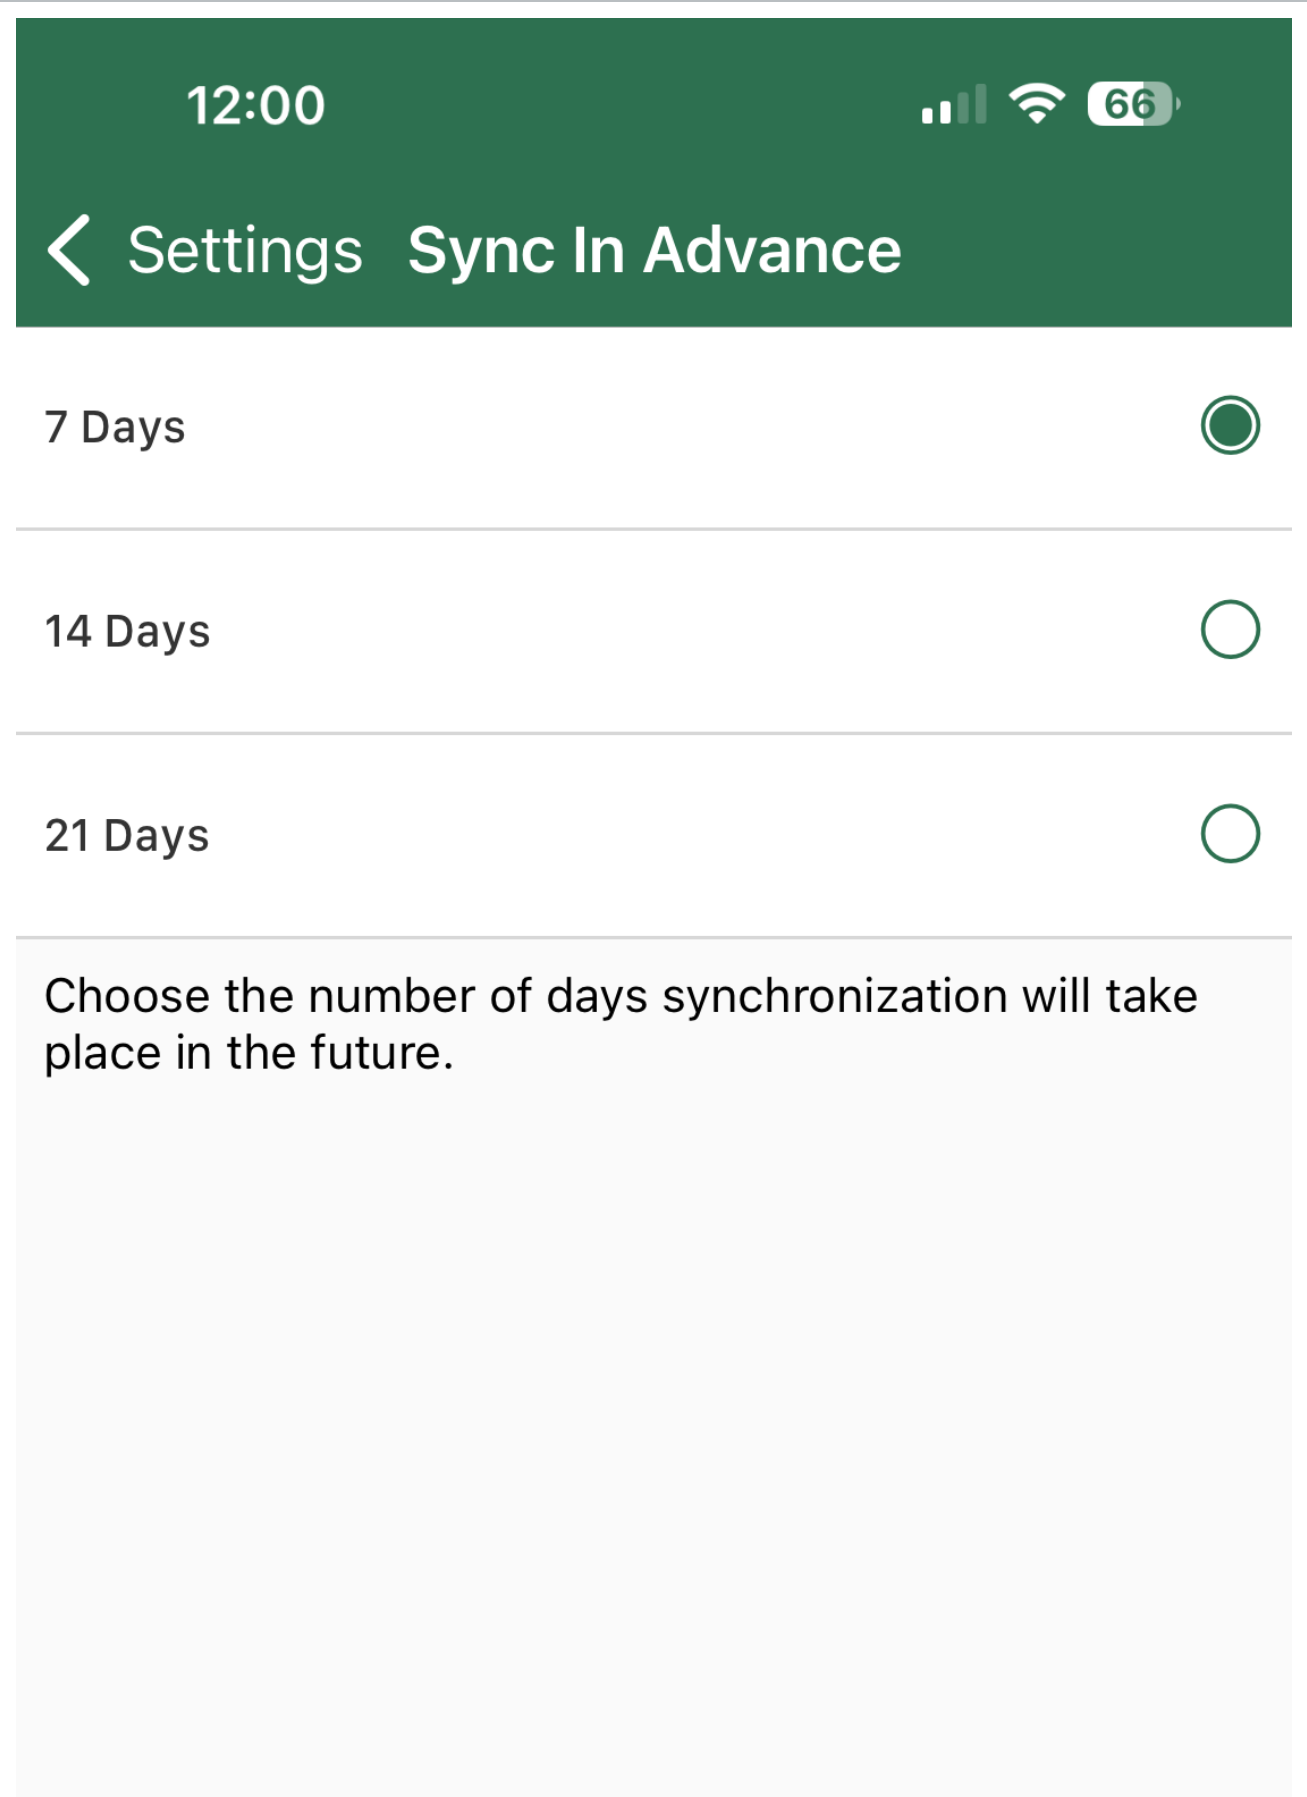 12:00 66
Settings Sync In Advance
7 Days
14 Days
21 Days
Choose the number of days synchronization will take
place in the future.